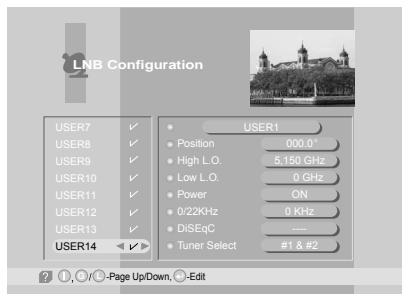 LNB Configuration
USER7 ✓
USER8 ✓
USER9 ✓
USER10 ✓
USER11 ✓
USER12 ✓
USER13 ✓
USER14 ◀ ✓ ▶
USER1
Position 000.0°
High L.O. 5,150 GHz
Low L.O. 0 GHz
Power ON
0/22KHz 0 KHz
DiSEqC ----
Tuner Select #1 & #2
? Ⓘ, Ⓖ/Ⓛ-Page Up/Down, -Edit